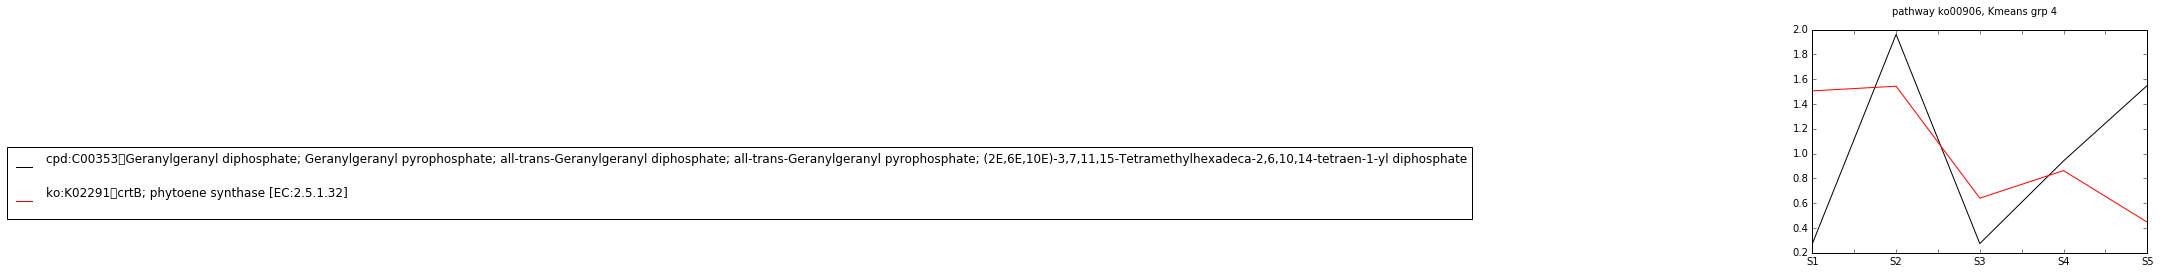 pathway ko00906, Kmeans grp 4
2.0
1.8
1.6
1.4
1.2
1.0
0.8
0.6
0.4
0.2
S1 S2 S3 S4 S5
cpd:C00353▯Geranylgeranyl diphosphate; Geranylgeranyl pyrophosphate; all-trans-Geranylgeranyl diphosphate; all-trans-Geranylgeranyl pyrophosphate; (2E,6E,10E)-3,7,11,15-Tetramethylhexadeca-2,6,10,14-tetraen-1-yl diphosphate
ko:K02291▯crtB; phytoene synthase [EC:2.5.1.32]